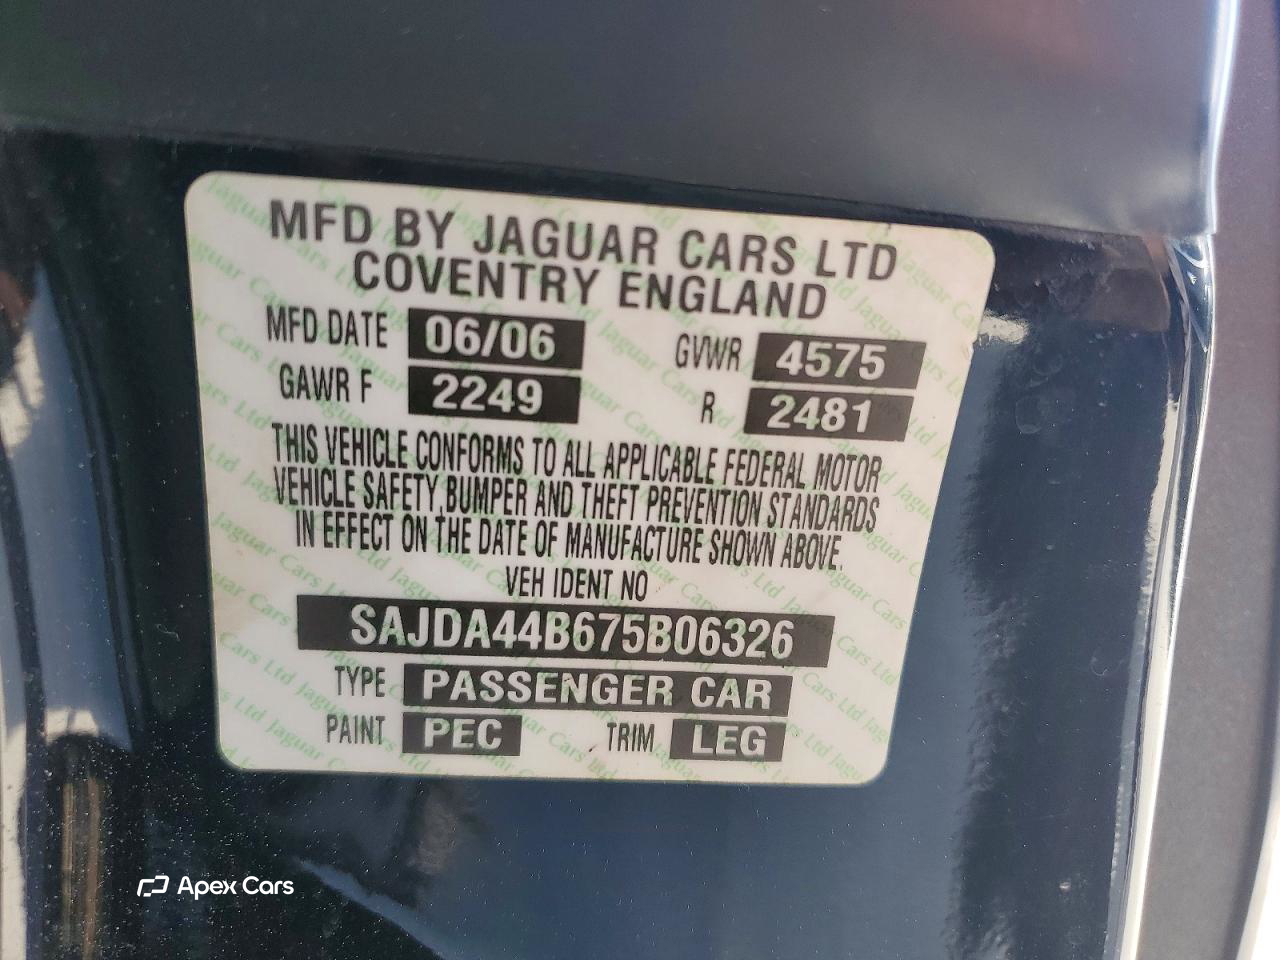 MFD BY JAGUAR CARS LTD
COVENTRY ENGLAND
MFD DATE 06/06 GVWR 4575
GAWR F 2249 R 2481
THIS VEHICLE CONFORMS TO ALL APPLICABLE FEDERAL MOTOR
VEHICLE SAFETY, BUMPER AND THEFT PREVENTION STANDARDS
IN EFFECT ON THE DATE OF MANUFACTURE SHOWN ABOVE.
VEH IDENT NO
SAJDA44B675B06326
TYPE PASSENGER CAR
PAINT PEC TRIM LEG
Apex Cars